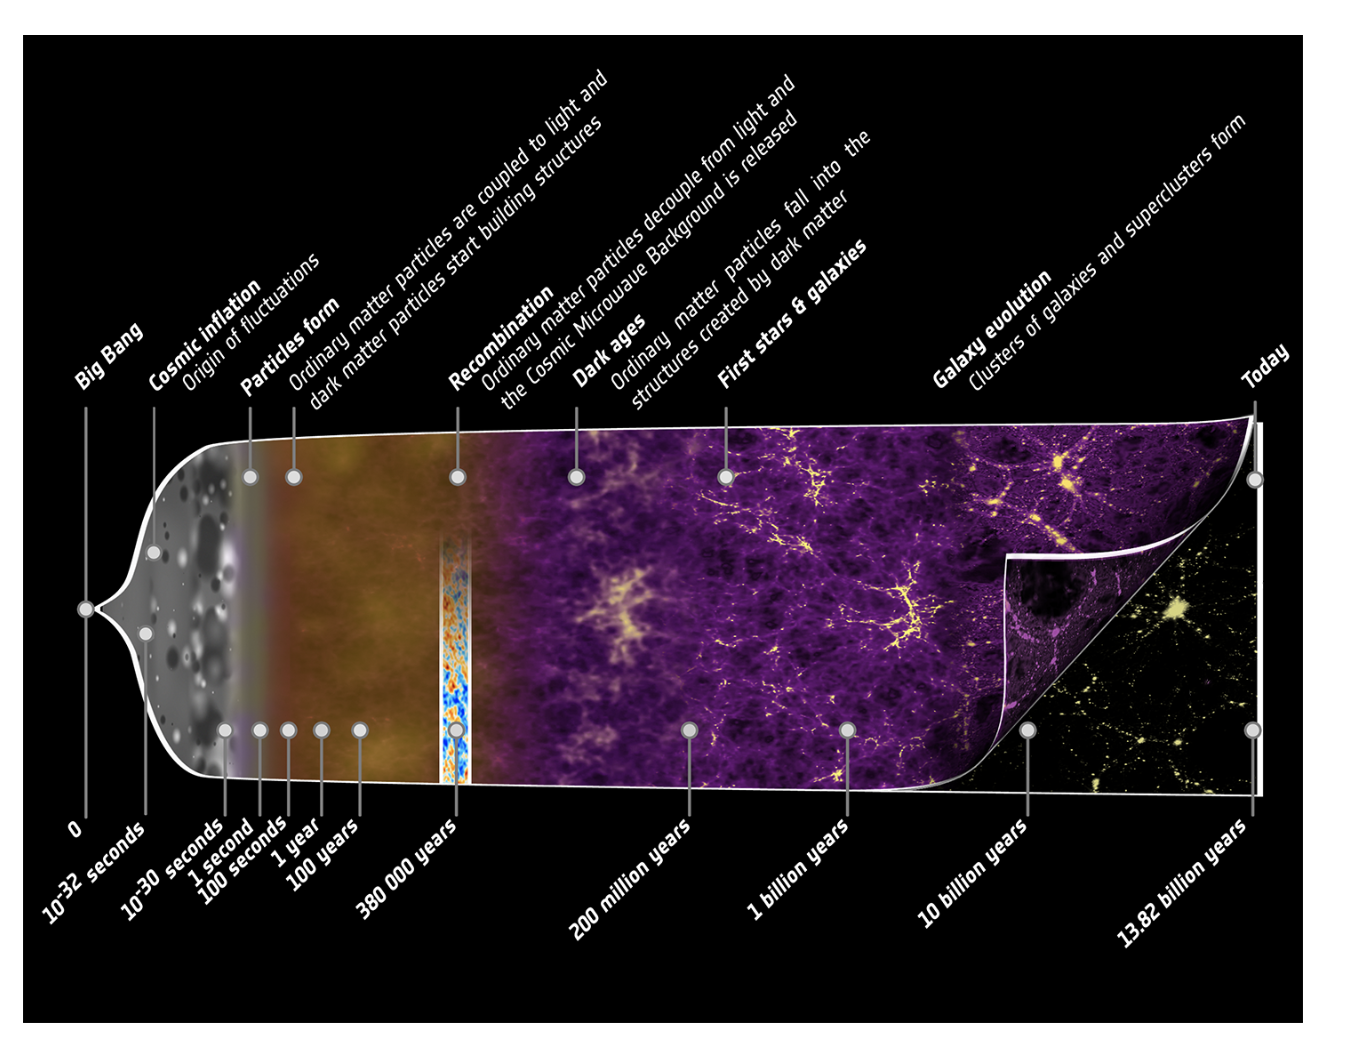 Big Bang
Cosmic inflation
Origin of fluctuations
Particles form
Ordinary matter particles are coupled to light and
dark matter particles start building structures
Recombination
Ordinary matter particles decouple from light and
the Cosmic Microwave Background is released
Dark ages
Ordinary matter particles fall into the
structures created by dark matter
First stars & galaxies
Galaxy evolution
Clusters of galaxies and superclusters form
Today
0
10-32 seconds
10-30 seconds
1 second
100 seconds
1 year
100 years
380 000 years
200 million years
1 billion years
10 billion years
13.82 billion years